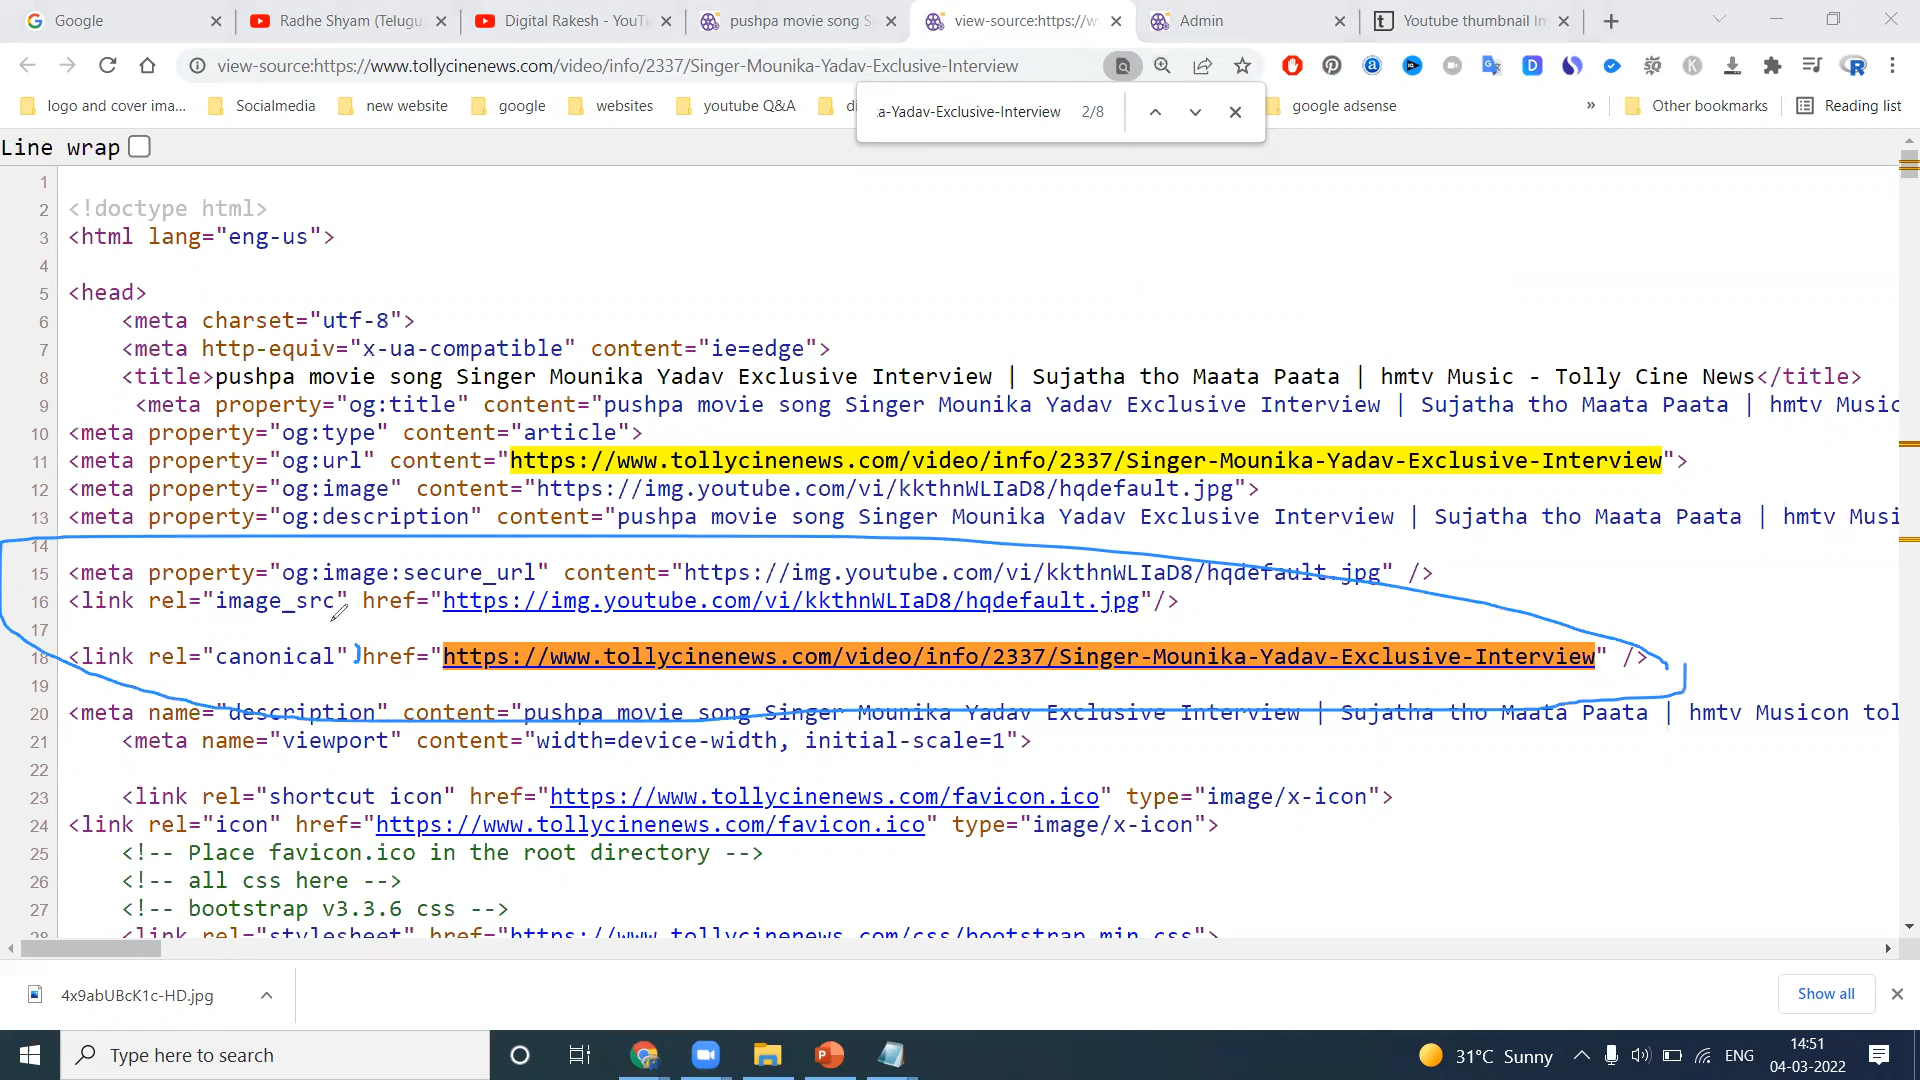 Google
Radhe Shyam (Telugu
Digital Rakesh - YouT
pushpa movie song S
view-source:https://w
Admin
Youtube thumbnail Im
view-source:https://www.tollycinenews.com/video/info/2337/Singer-Mounika-Yadav-Exclusive-Interview
logo and cover ima...
Socialmedia
new website
google
websites
youtube Q&A
google adsense
»
Other bookmarks
Reading list
a-Yadav-Exclusive-Interview 2/8
Line wrap
1
2 <!doctype html>
3 <html lang="eng-us">
4
5 <head>
6 <meta charset="utf-8">
7 <meta http-equiv="x-ua-compatible" content="ie=edge">
8 <title>pushpa movie song Singer Mounika Yadav Exclusive Interview | Sujatha tho Maata Paata | hmtv Music - Tolly Cine News</title>
9 <meta property="og:title" content="pushpa movie song Singer Mounika Yadav Exclusive Interview | Sujatha tho Maata Paata | hmtv Music
10 <meta property="og:type" content="article">
11 <meta property="og:url" content="https://www.tollycinenews.com/video/info/2337/Singer-Mounika-Yadav-Exclusive-Interview">
12 <meta property="og:image" content="https://img.youtube.com/vi/kkthnWLIaD8/hqdefault.jpg">
13 <meta property="og:description" content="pushpa movie song Singer Mounika Yadav Exclusive Interview | Sujatha tho Maata Paata | hmtv Musi
14
15 <meta property="og:image:secure_url" content="https://img.youtube.com/vi/kkthnWLIaD8/hqdefault.jpg" />
16 <link rel="image_src" href="https://img.youtube.com/vi/kkthnWLIaD8/hqdefault.jpg"/>
17
18 <link rel="canonical" href="https://www.tollycinenews.com/video/info/2337/Singer-Mounika-Yadav-Exclusive-Interview" />
19
20 <meta name="description" content="pushpa movie song Singer Mounika Yadav Exclusive Interview | Sujatha tho Maata Paata | hmtv Musicon tol
21 <meta name="viewport" content="width=device-width, initial-scale=1">
22
23 <link rel="shortcut icon" href="https://www.tollycinenews.com/favicon.ico" type="image/x-icon">
24 <link rel="icon" href="https://www.tollycinenews.com/favicon.ico" type="image/x-icon">
25 <!-- Place favicon.ico in the root directory -->
26 <!-- all css here -->
27 <!-- bootstrap v3.3.6 css -->
28 <link rel="stylesheet" href="https://www.tollycinenews.com/css/bootstrap.min.css">
4x9abUBcK1c-HD.jpg
Show all
Type here to search
31°C Sunny
ENG
14:51
04-03-2022